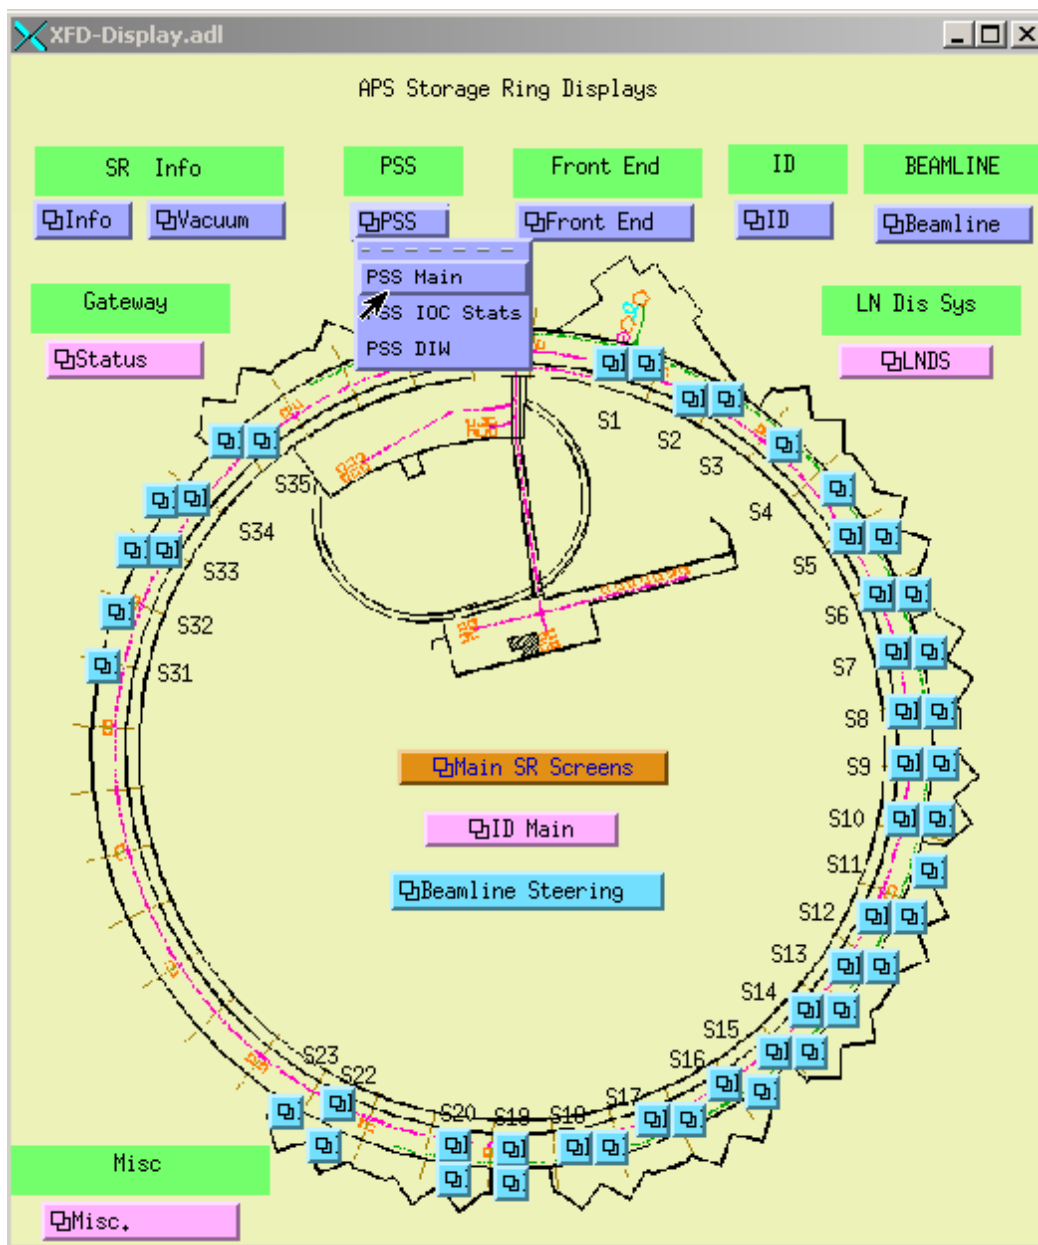 XFD-Display.adl
APS Storage Ring Displays
SR Info
PSS
Front End
ID
BEAMLINE
Info
Vacuum
PSS
Front End
ID
Beamline
PSS Main
PSS IOC Stats
PSS DIW
Gateway
Status
LN Dis Sys
LNDS
S1
S2
S3
S4
S5
S6
S7
S8
S9
S10
S11
S12
S13
S14
S15
S16
S17
S18
S19
S20
S22
S23
S31
S32
S33
S34
S35
Main SR Screens
ID Main
Beamline Steering
Misc
Misc.